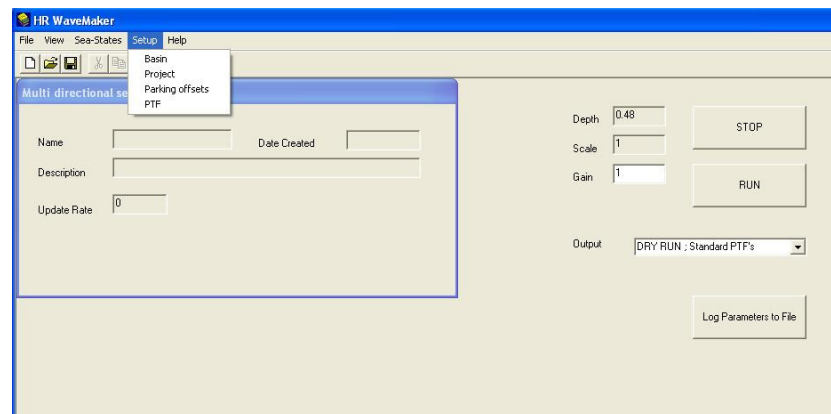 HR WaveMaker
File View Sea-States Setup Help
Basin
Project
Parking offsets
PTF
Multi directional se
Name
Date Created
Description
Update Rate 0
Depth 0.48
Scale 1
Gain 1
STOP
RUN
Output DRY RUN ; Standard PTF's
Log Parameters to File